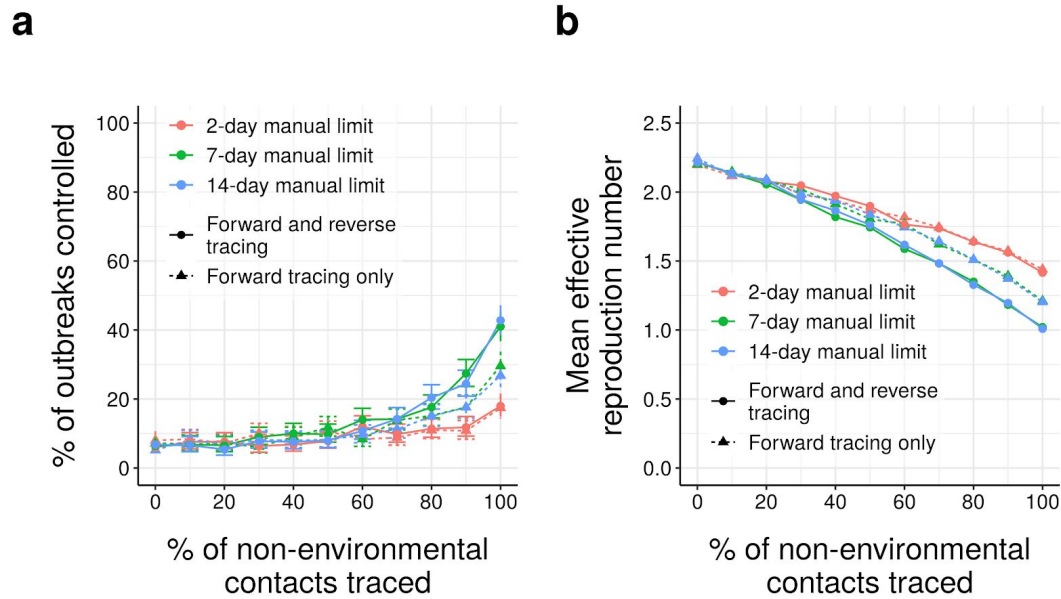 a
% of outbreaks controlled
100
80
60
40
20
0
2-day manual limit
7-day manual limit
14-day manual limit
Forward and reverse
tracing
Forward tracing only
0 20 40 60 80 100
% of non-environmental
contacts traced
b
Mean effective
reproduction number
2.5
2.0
1.5
1.0
0.5
0.0
2-day manual limit
7-day manual limit
14-day manual limit
Forward and reverse
tracing
Forward tracing only
0 20 40 60 80 100
% of non-environmental
contacts traced